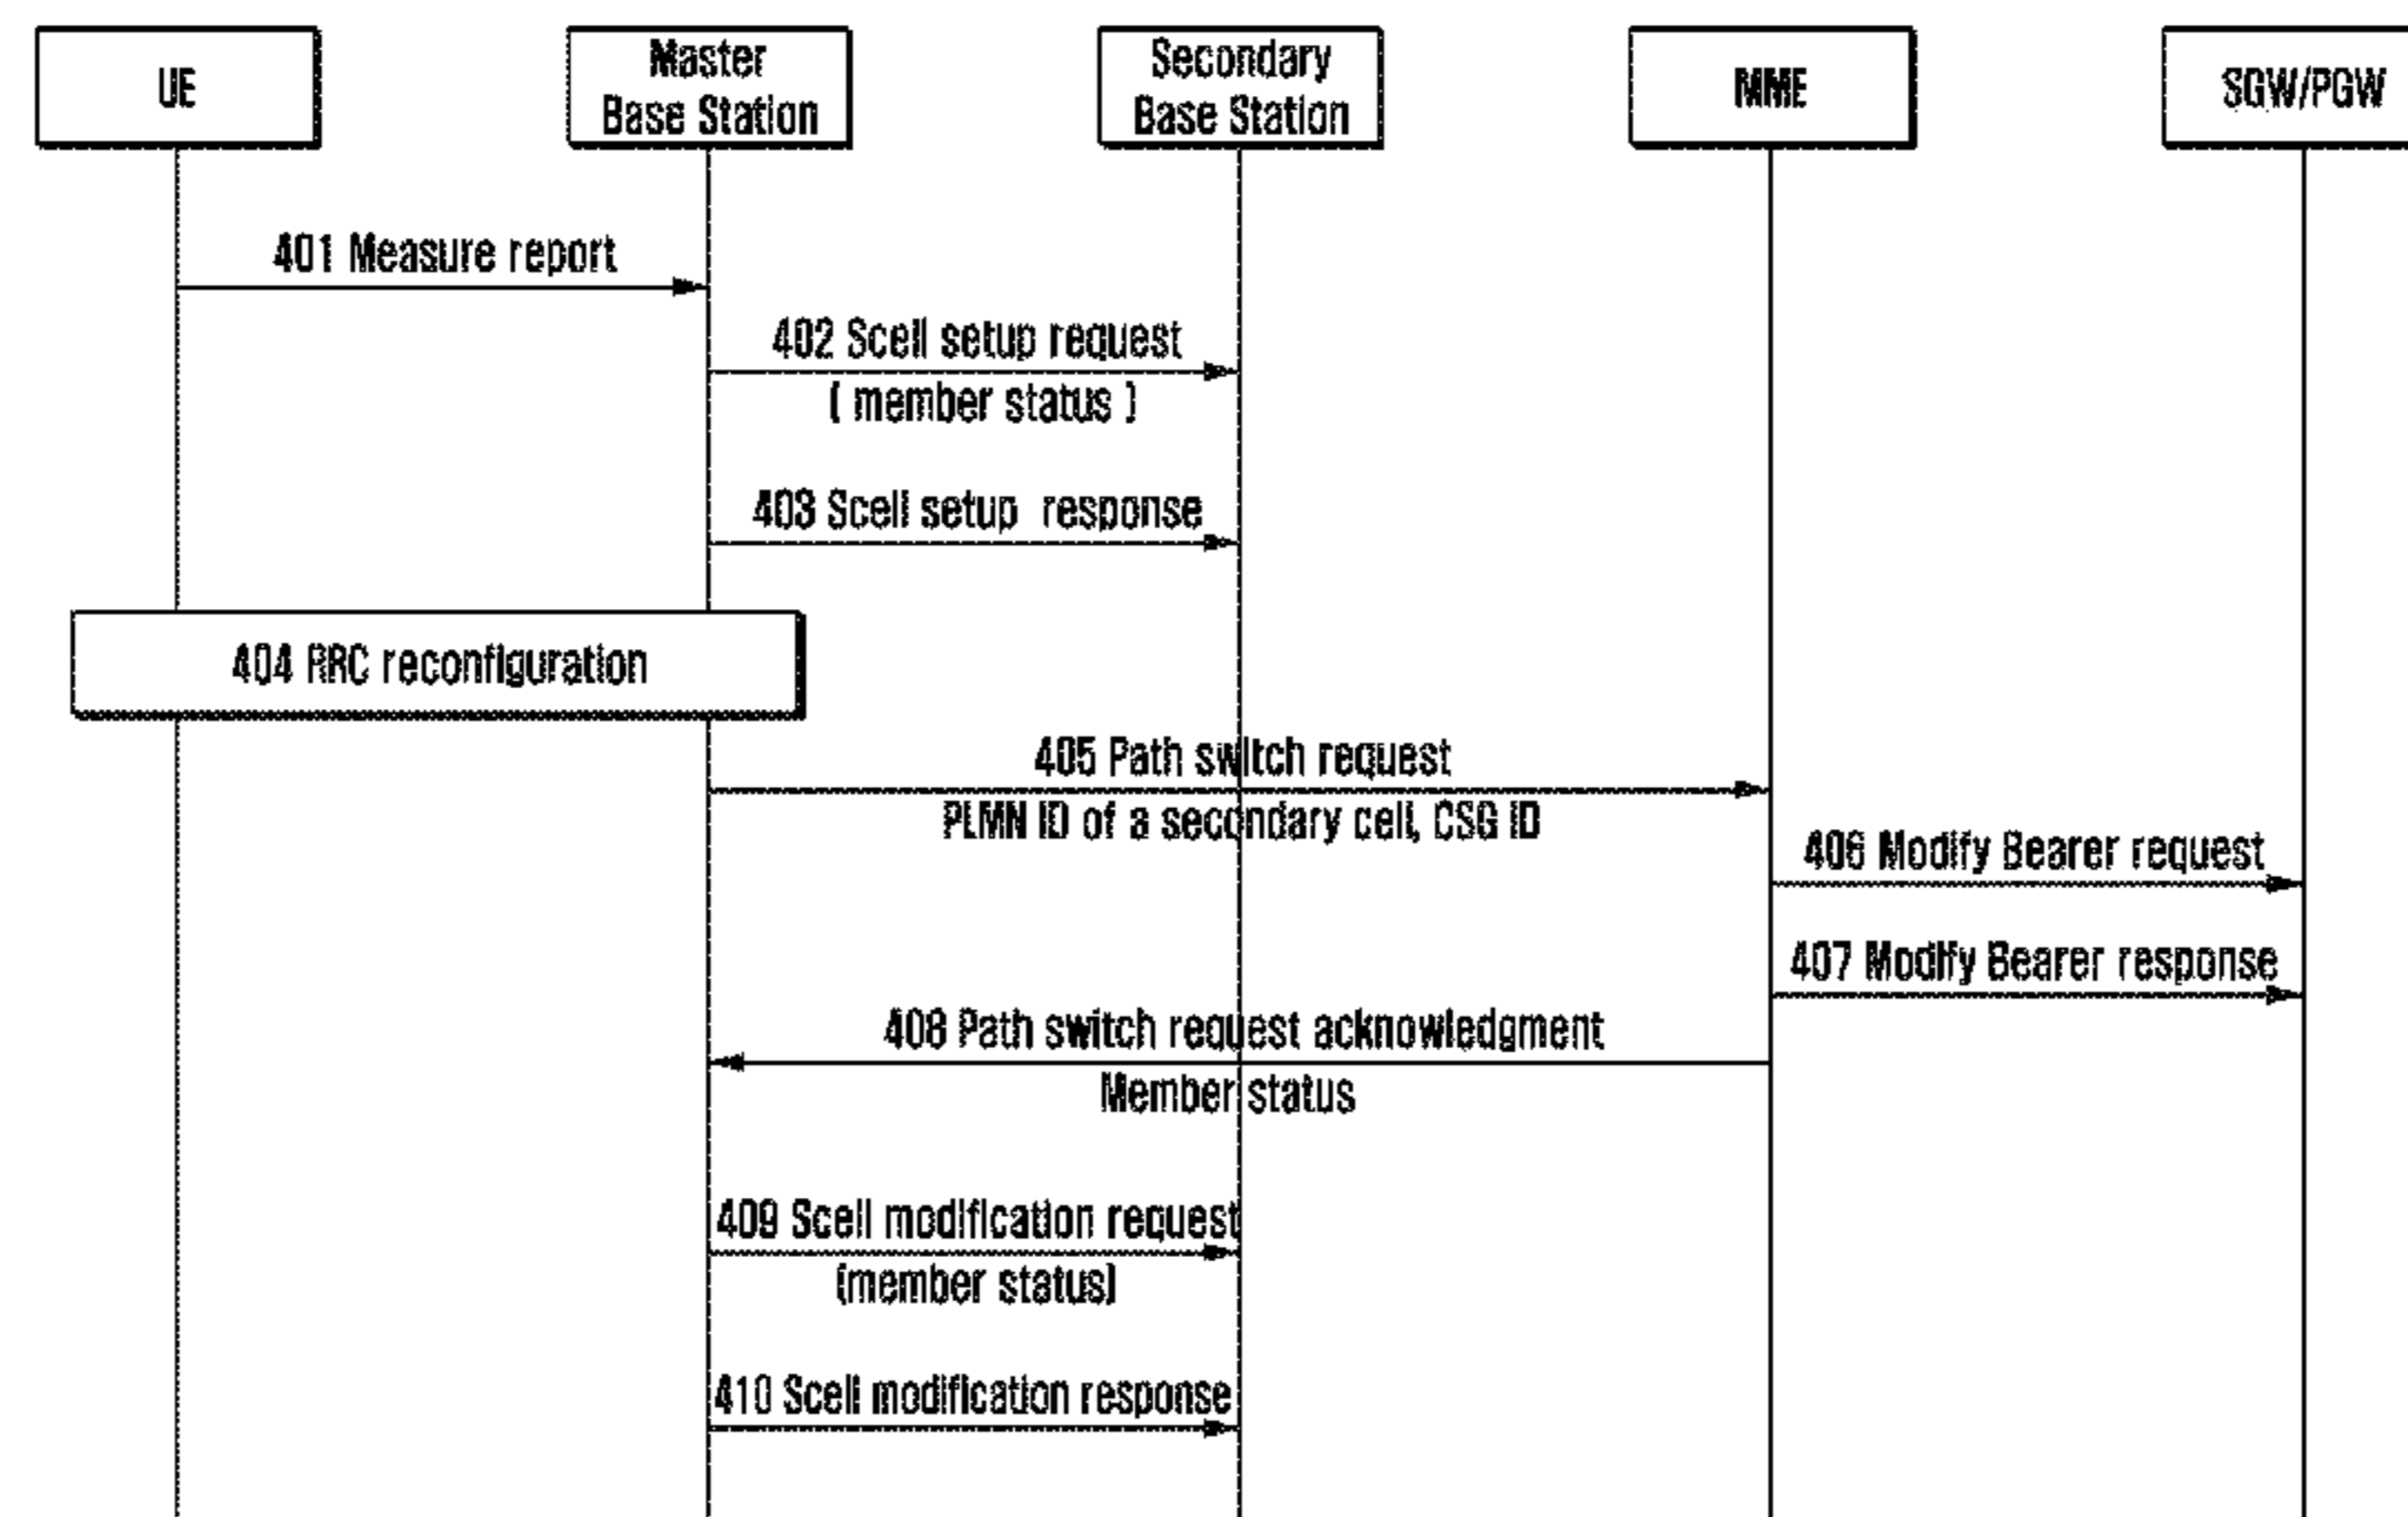 UE
Master
Base Station
Secondary
Base Station
MME
SGW/PGW
401 Measure report
402 Scell setup request
( member status )
403 Scell setup response
404 RRC reconfiguration
405 Path switch request
PLMN ID of a secondary cell, CSG ID
406 Modify Bearer request
407 Modify Bearer response
408 Path switch request acknowledgment
Member status
409 Scell modification request
(member status)
410 Scell modification response